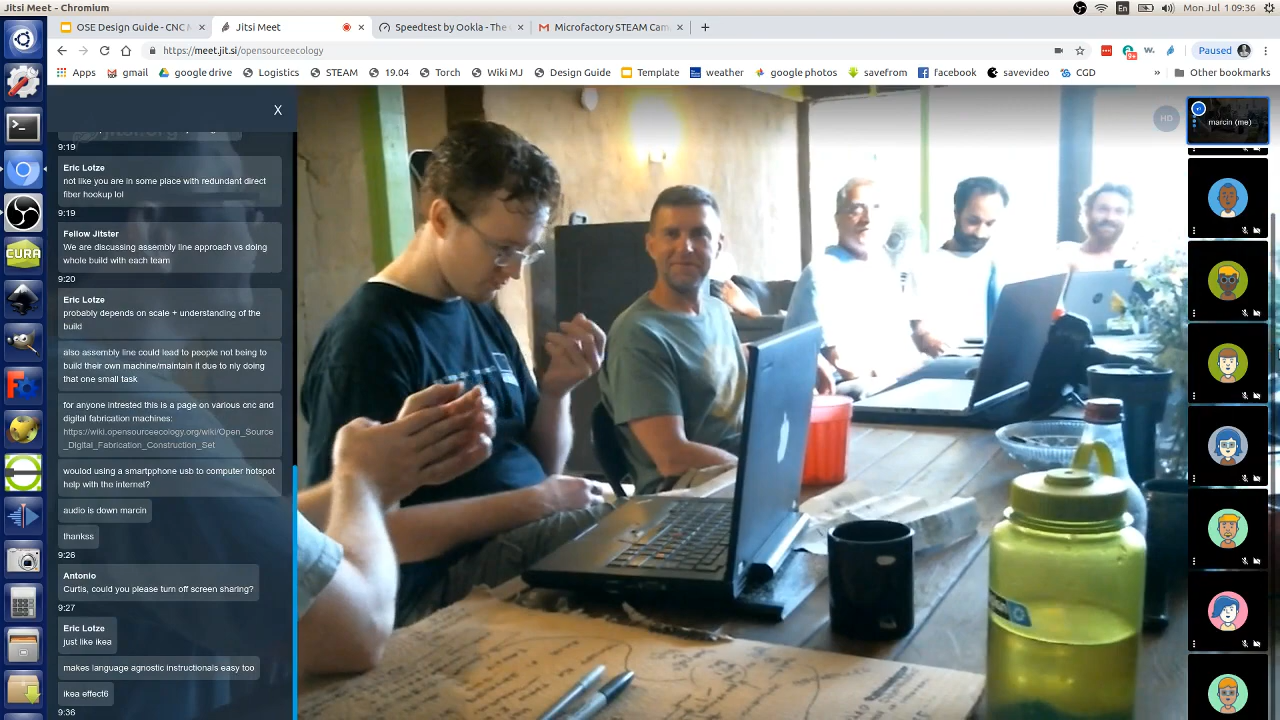 Jitsi Meet - Chromium
En
Mon Jul 1 09:36
OSE Design Guide - CNC
Jitsi Meet
Speedtest by Ookla - The
Microfactory STEAM Cam
https://meet.jit.si/opensourceecology
Paused
Apps
gmail
google drive
Logistics
STEAM
19.04
Torch
Wiki MJ
Design Guide
Template
weather
google photos
savefrom
facebook
savevideo
CGD
Other bookmarks
X
HD
marcin (me)
CURA
9:19
Eric Lotze
not like you are in some place with redundant direct
fiber hookup lol
9:19
Fellow Jitster
We are discussing assembly line approach vs doing
whole build with each team
9:20
Eric Lotze
probably depends on scale + understanding of the
build
also assembly line could lead to people not being to
build their own machine/maintain it due to nly doing
that one small task
for anyone intrested this is a page on various cnc and
digital fabrication machines:
https://wiki.opensourceecology.org/wiki/Open_Source
_Digital_Fabrication_Construction_Set
woulod using a smartpphone usb to computer hotspot
help with the internet?
audio is down marcin
thankss
9:26
Antonio
Curtis, could you please turn off screen sharing?
9:27
Eric Lotze
just like ikea
makes language agnostic instructionals easy too
ikea effect6
9:36